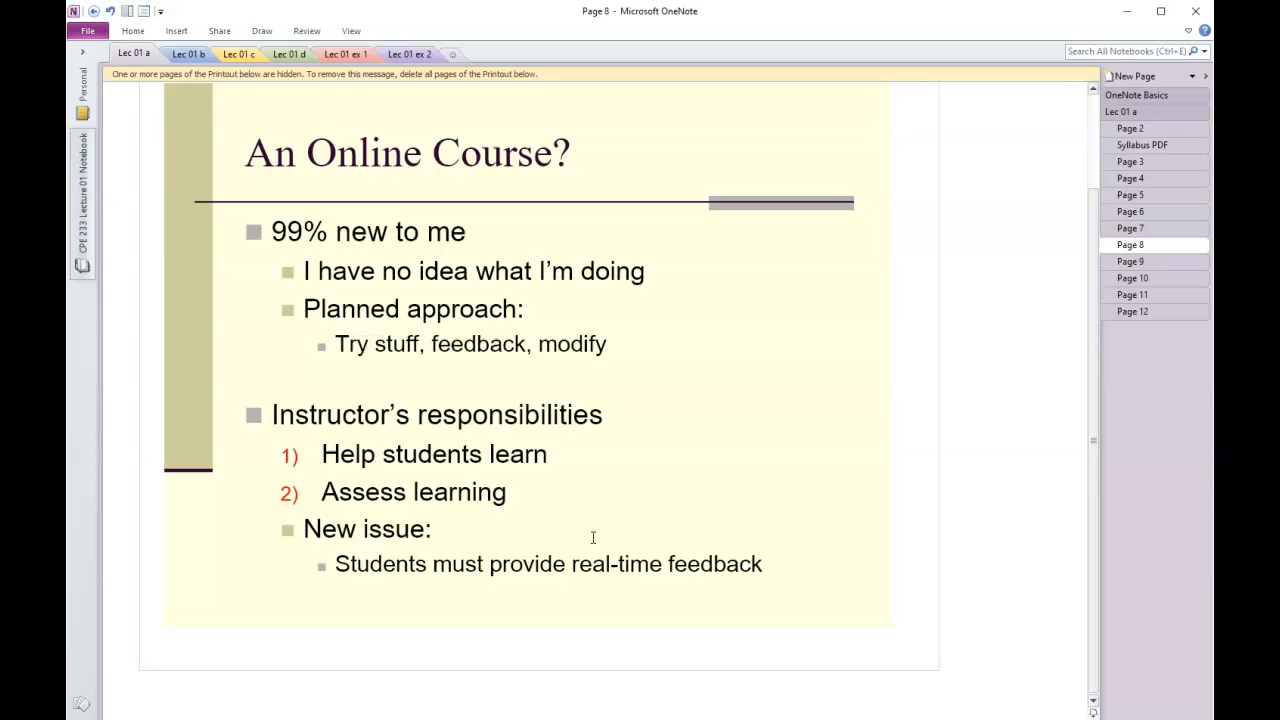 Page 8 - Microsoft OneNote
File Home Insert Share Draw Review View
Lec 01 a Lec 01 b Lec 01 c Lec 01 d Lec 01 ex 1 Lec 01 ex 2
Search All Notebooks (Ctrl+E)
One or more pages of the Printout below are hidden. To remove this message, delete all pages of the Printout below.
Personal
CPE 233 Lecture 01 Notebook
An Online Course?
99% new to me
I have no idea what I'm doing
Planned approach:
Try stuff, feedback, modify
Instructor's responsibilities
1) Help students learn
2) Assess learning
New issue:
Students must provide real-time feedback
New Page
OneNote Basics
Lec 01 a
Page 2
Syllabus PDF
Page 3
Page 4
Page 5
Page 6
Page 7
Page 8
Page 9
Page 10
Page 11
Page 12